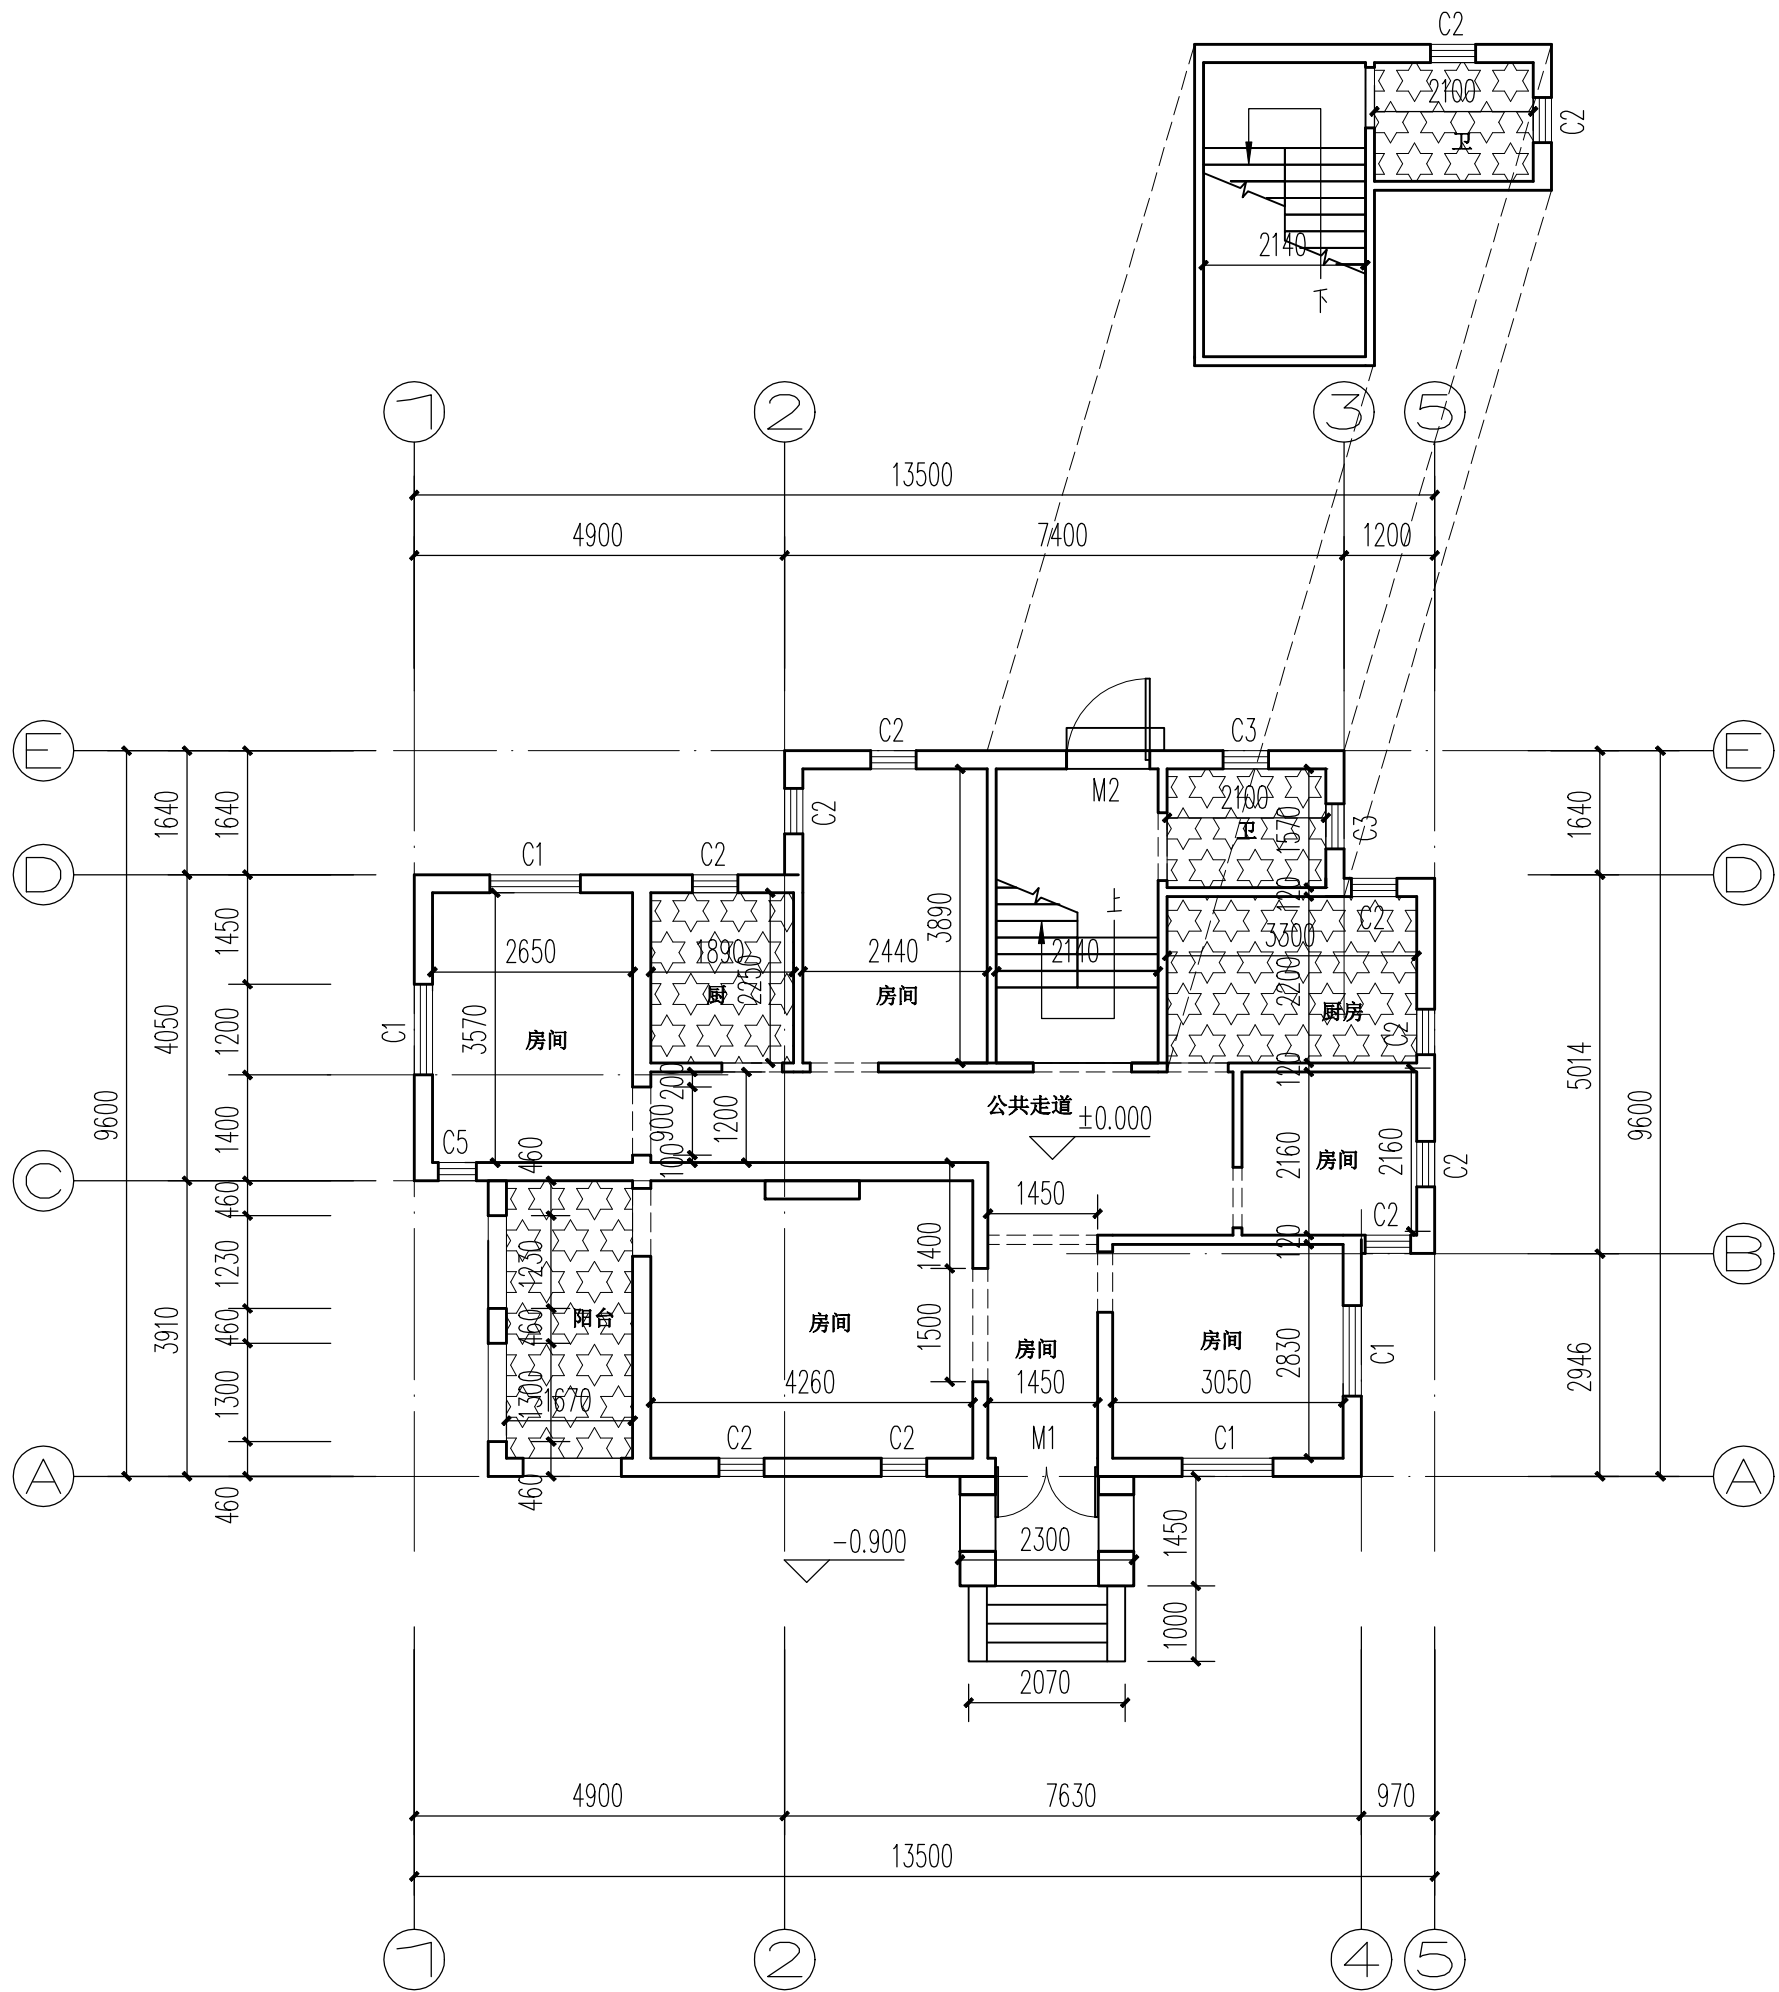 C2
2100
C2
卫
2140
下
1
2
3
5
13500
4900
7400
1200
C2
C3
E
E
M2
2100
1570
C3
卫
C2
1640
1640
1640
C1
C2
D
D
120
C2
上
3890
1450
2650
1890
2250
2440
2140
3300
2200
厨
房间
厨房
4050
1200
C1
3570
房间
C2
5014
120
200
公共走道
±0.000
9600
1400
900
1200
9600
C5
460
100
2160
房间
2160
C2
C
460
1450
C2
1400
120
B
1230
1230
阳台
房间
房间
房间
3910
460
460
1500
2830
C1
2946
1300
1300
1670
4260
1450
3050
C2
C2
M1
C1
A
A
460
460
-0.900
2300
1450
1000
2070
4900
7630
970
13500
1
2
4
5